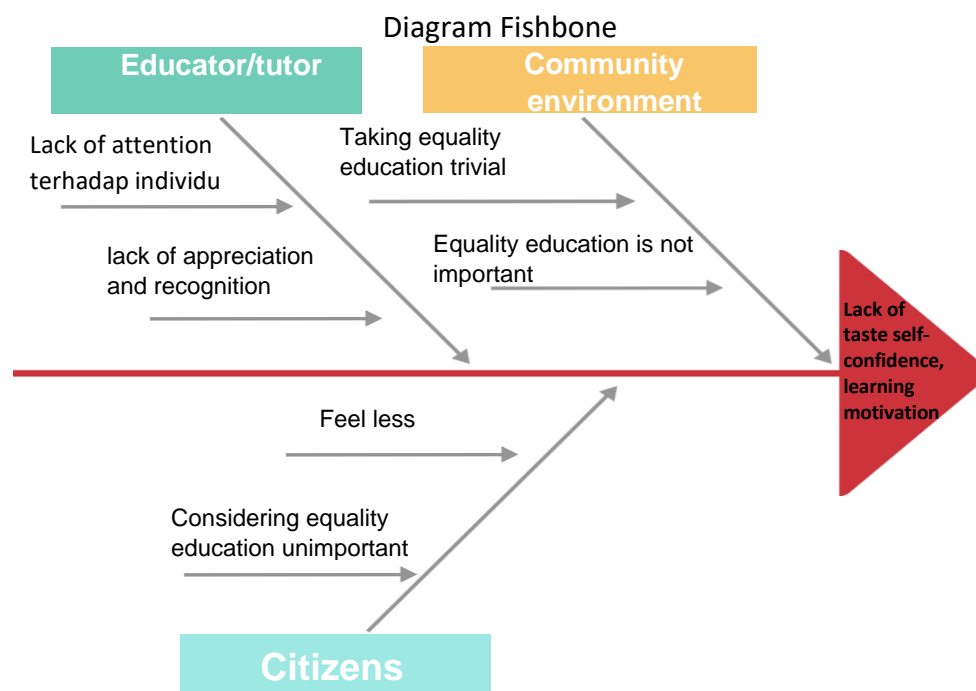 Diagram Fishbone
Educator/tutor
Community
environment
Lack of attention
terhadap individu
Taking equality
education trivial
lack of appreciation
and recognition
Equality education is not
important
Lack of
taste self-
confidence,
learning
motivation
Feel less
Considering equality
education unimportant
Citizens